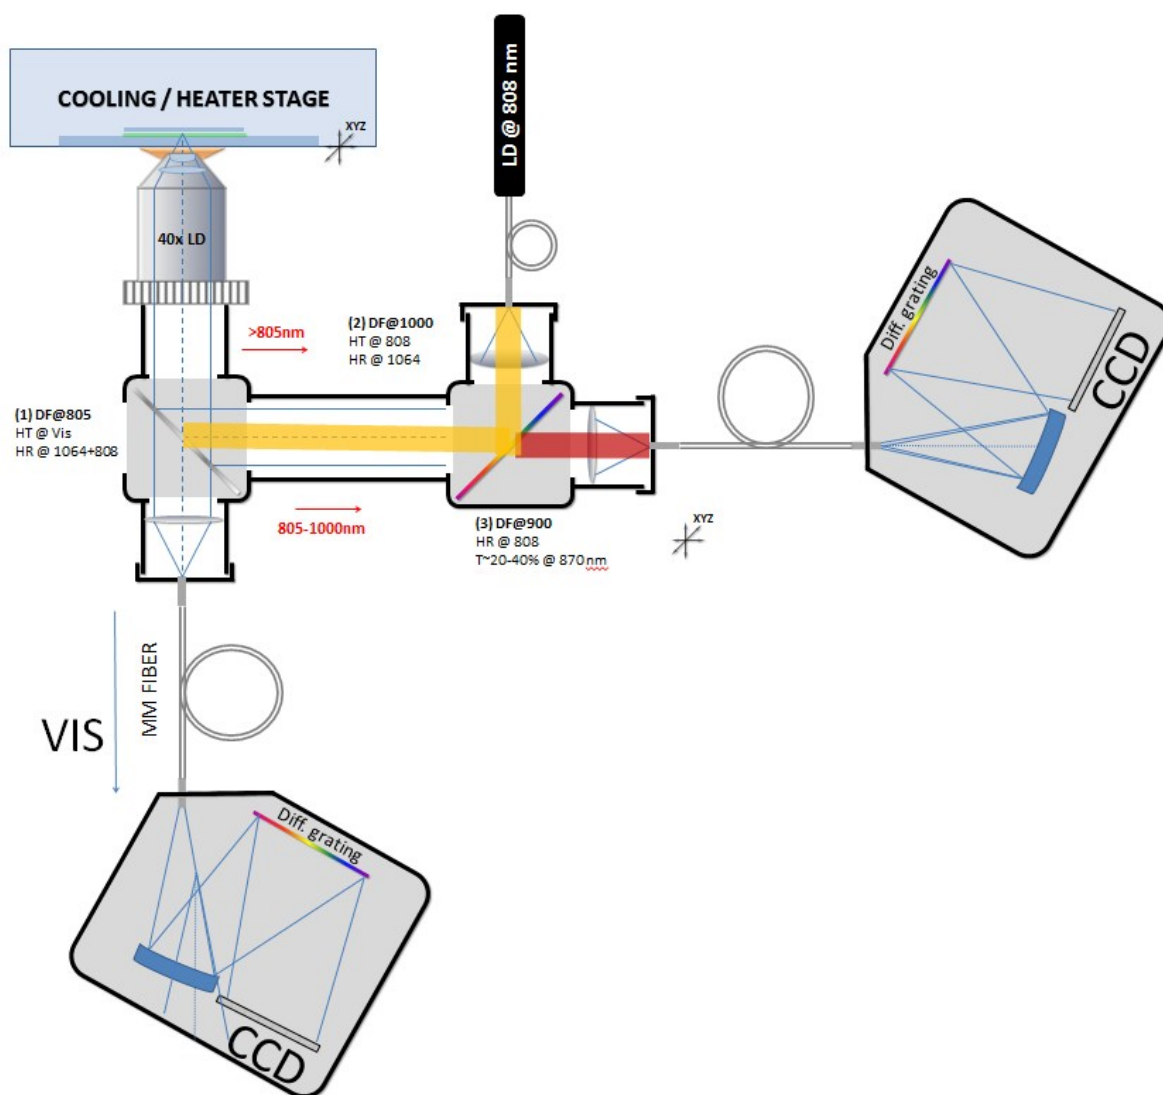 COOLING / HEATER STAGE
XYZ
LD @ 808 nm
40x LD
>805nm
(2) DF@1000
HT @ 808
HR @ 1064
(1) DF@805
HT @ Vis
HR @ 1064+808
805-1000nm
(3) DF@900
HR @ 808
T~20-40% @ 870nm
XYZ
Diff. grating
CCD
MM FIBER
VIS
Diff. grating
CCD